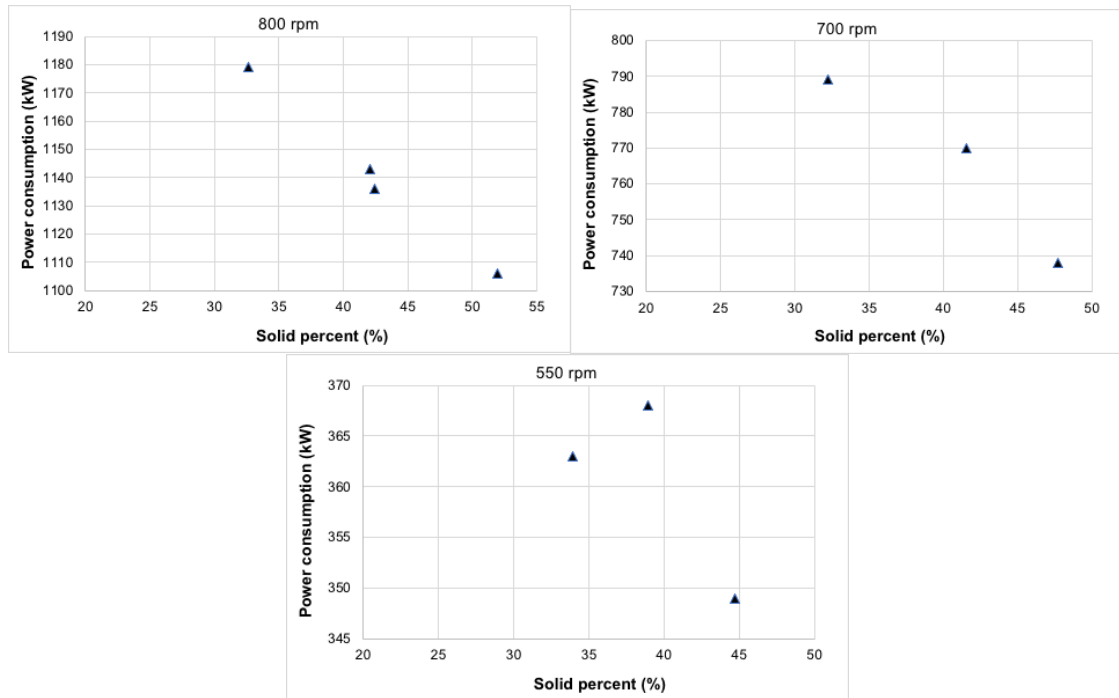 800 rpm
Power consumption (kW)
1190
1180
1170
1160
1150
1140
1130
1120
1110
1100
20 25 30 35 40 45 50 55
Solid percent (%)
700 rpm
Power consumption (kW)
800
790
780
770
760
750
740
730
20 25 30 35 40 45 50
Solid percent (%)
550 rpm
Power consumption (kW)
370
365
360
355
350
345
20 25 30 35 40 45 50
Solid percent (%)